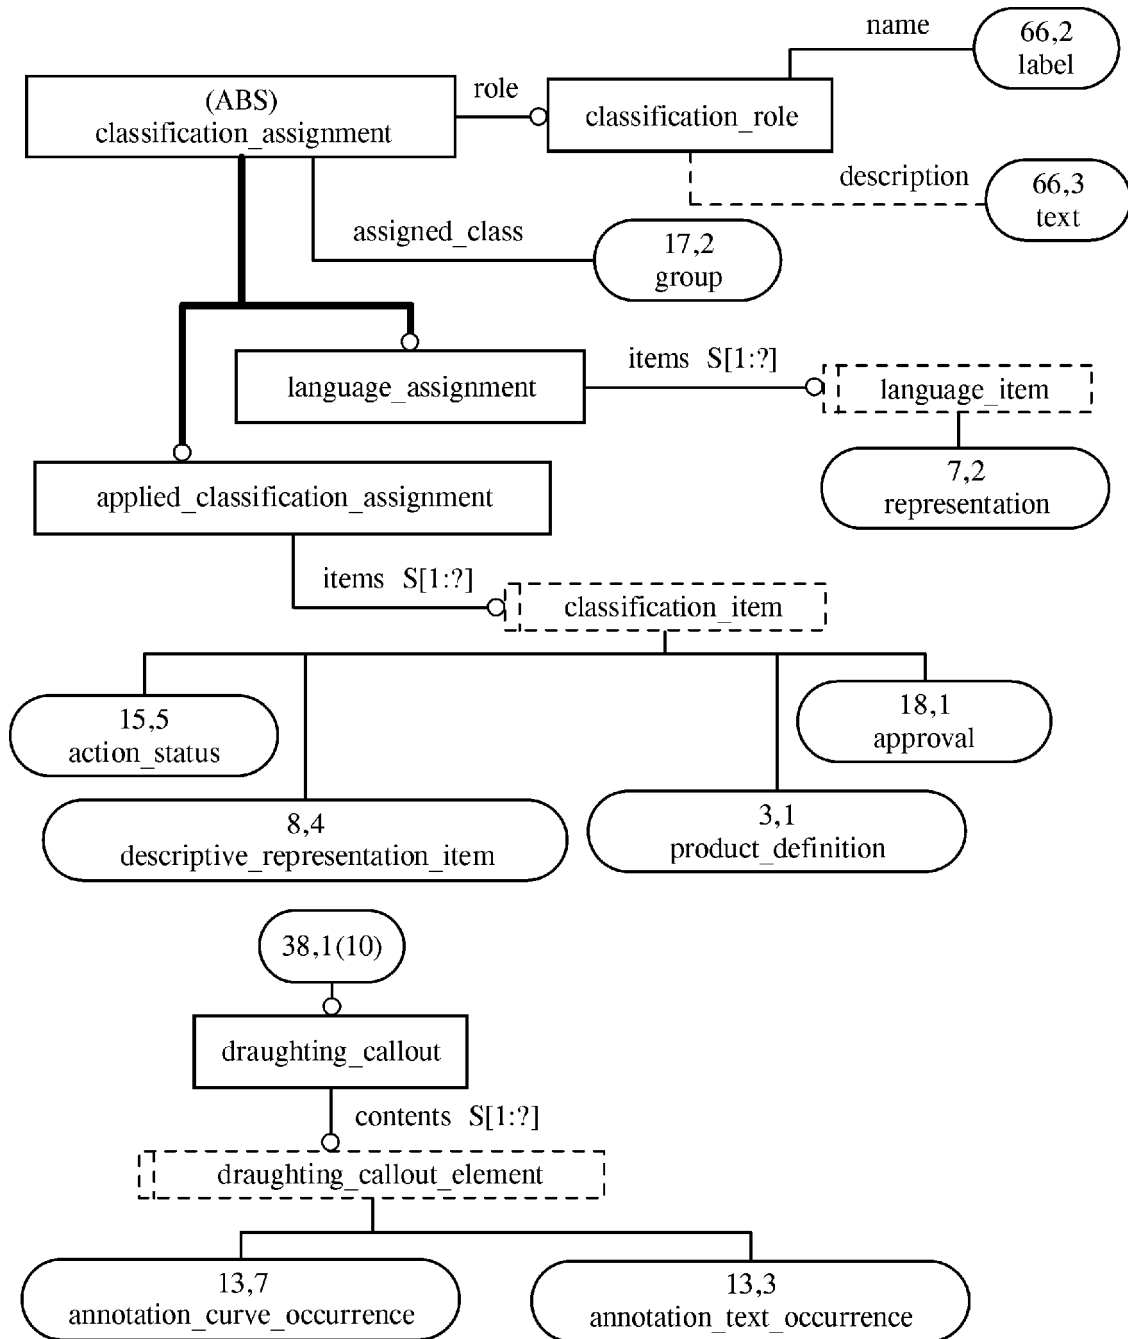 name
66,2
label
(ABS)
classification_assignment
role
classification_role
description
66,3
text
assigned_class
17,2
group
language_assignment
items S[1:?]
language_item
7,2
representation
applied_classification_assignment
items S[1:?]
classification_item
15,5
action_status
18,1
approval
8,4
descriptive_representation_item
3,1
product_definition
38,1(10)
draughting_callout
contents S[1:?]
draughting_callout_element
13,7
annotation_curve_occurrence
13,3
annotation_text_occurrence